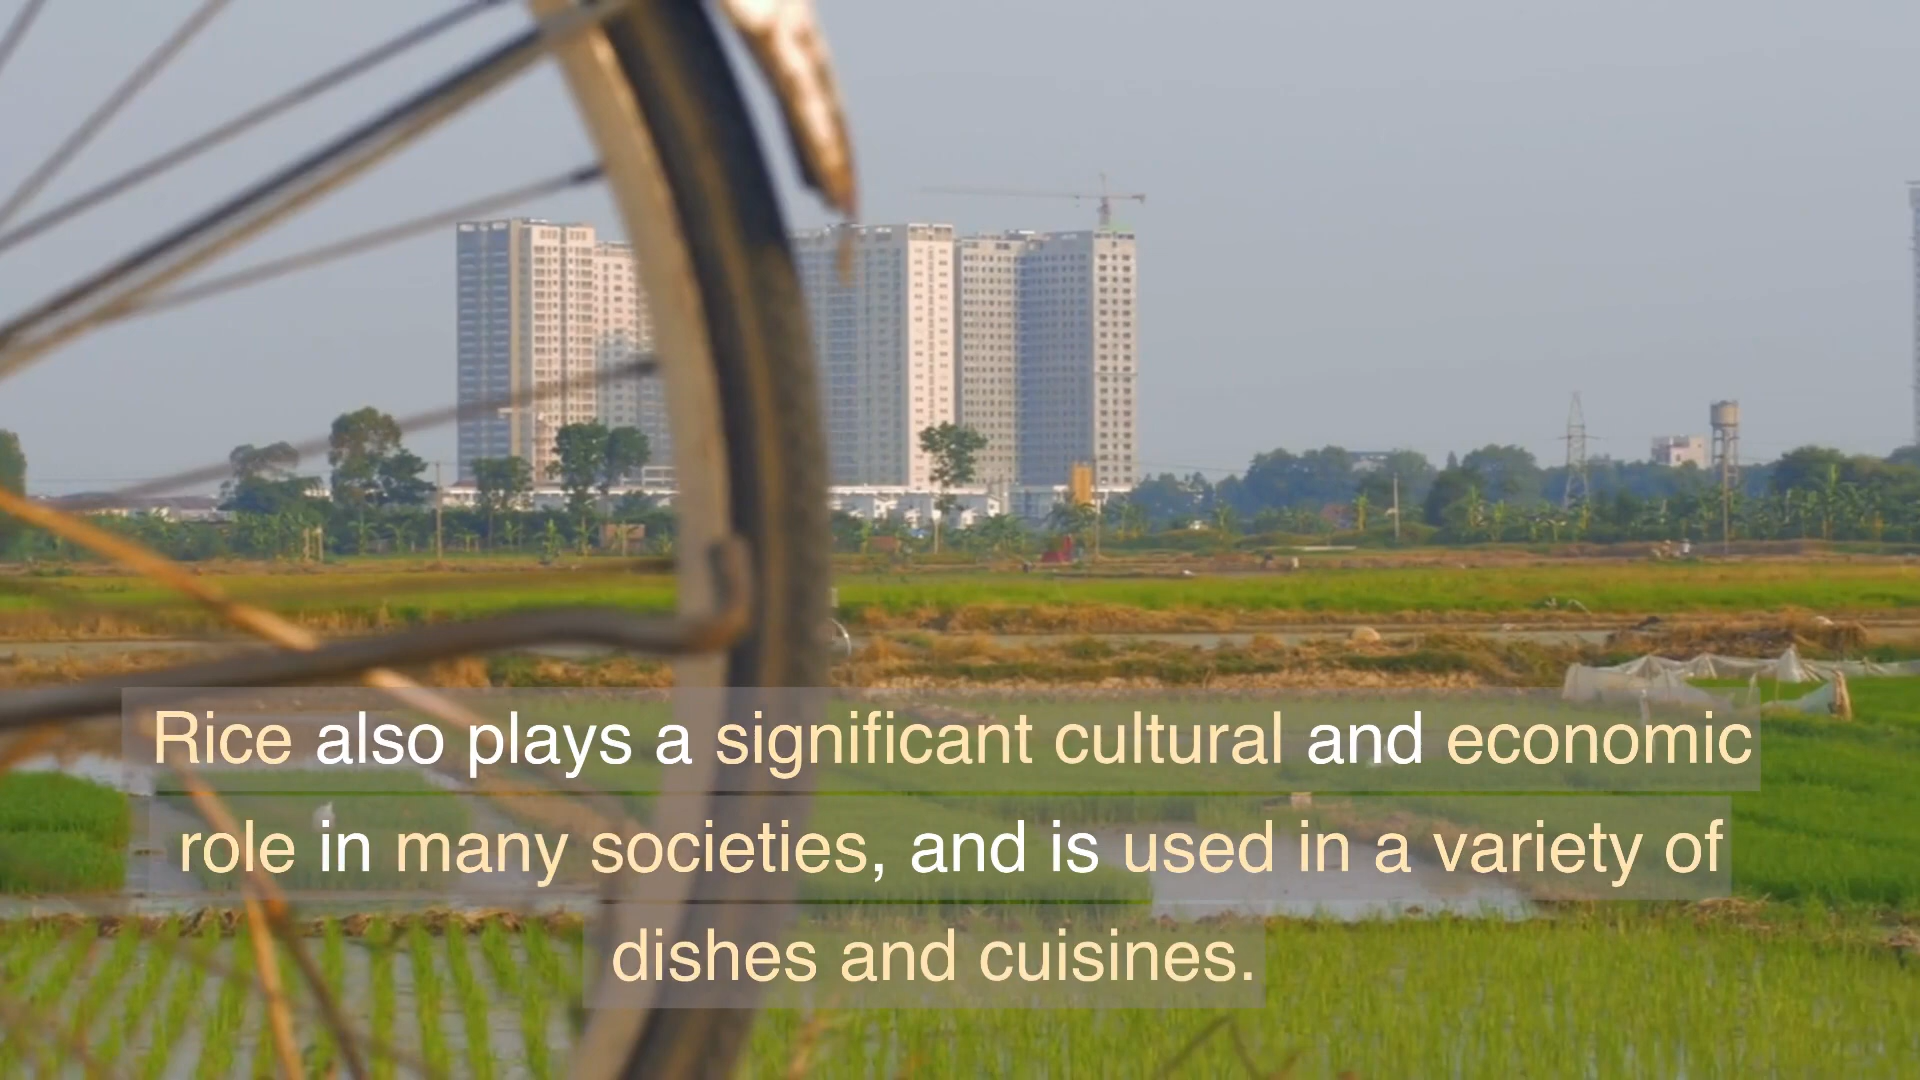 Rice also plays a significant cultural and economic
role in many societies, and is used in a variety of
dishes and cuisines.